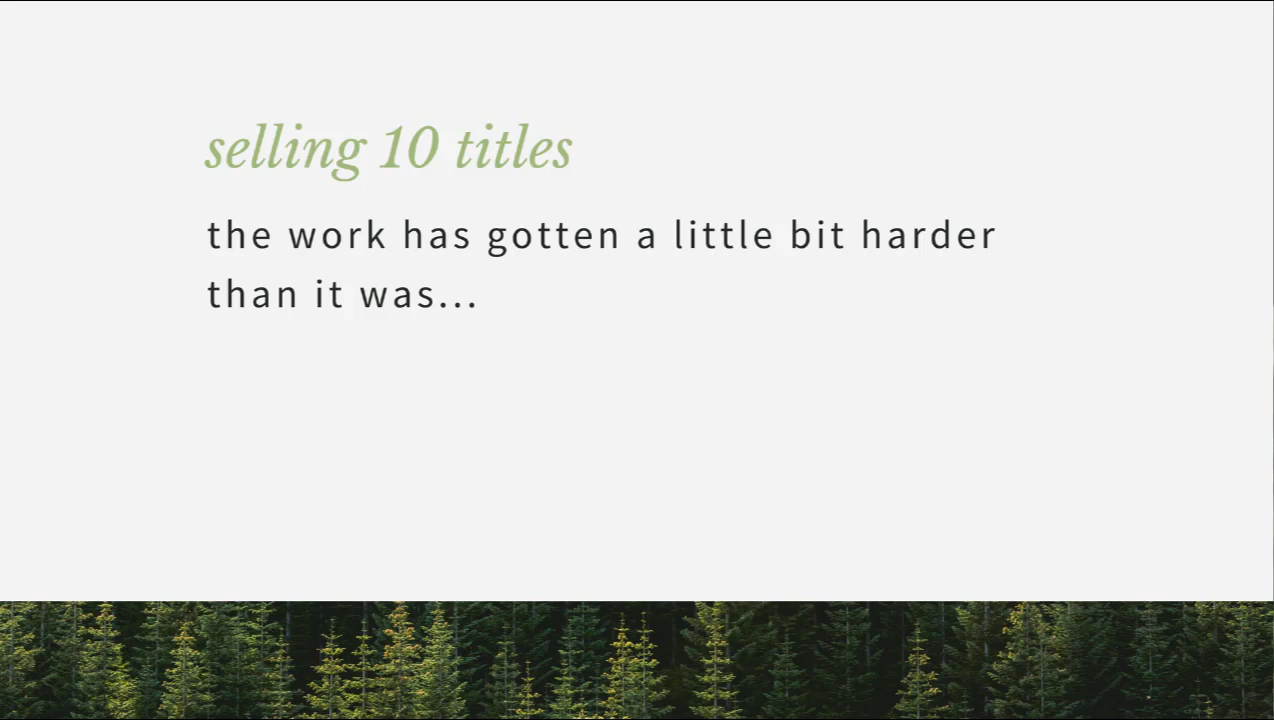 selling 10 titles
the work has gotten a little bit harder
than it was...